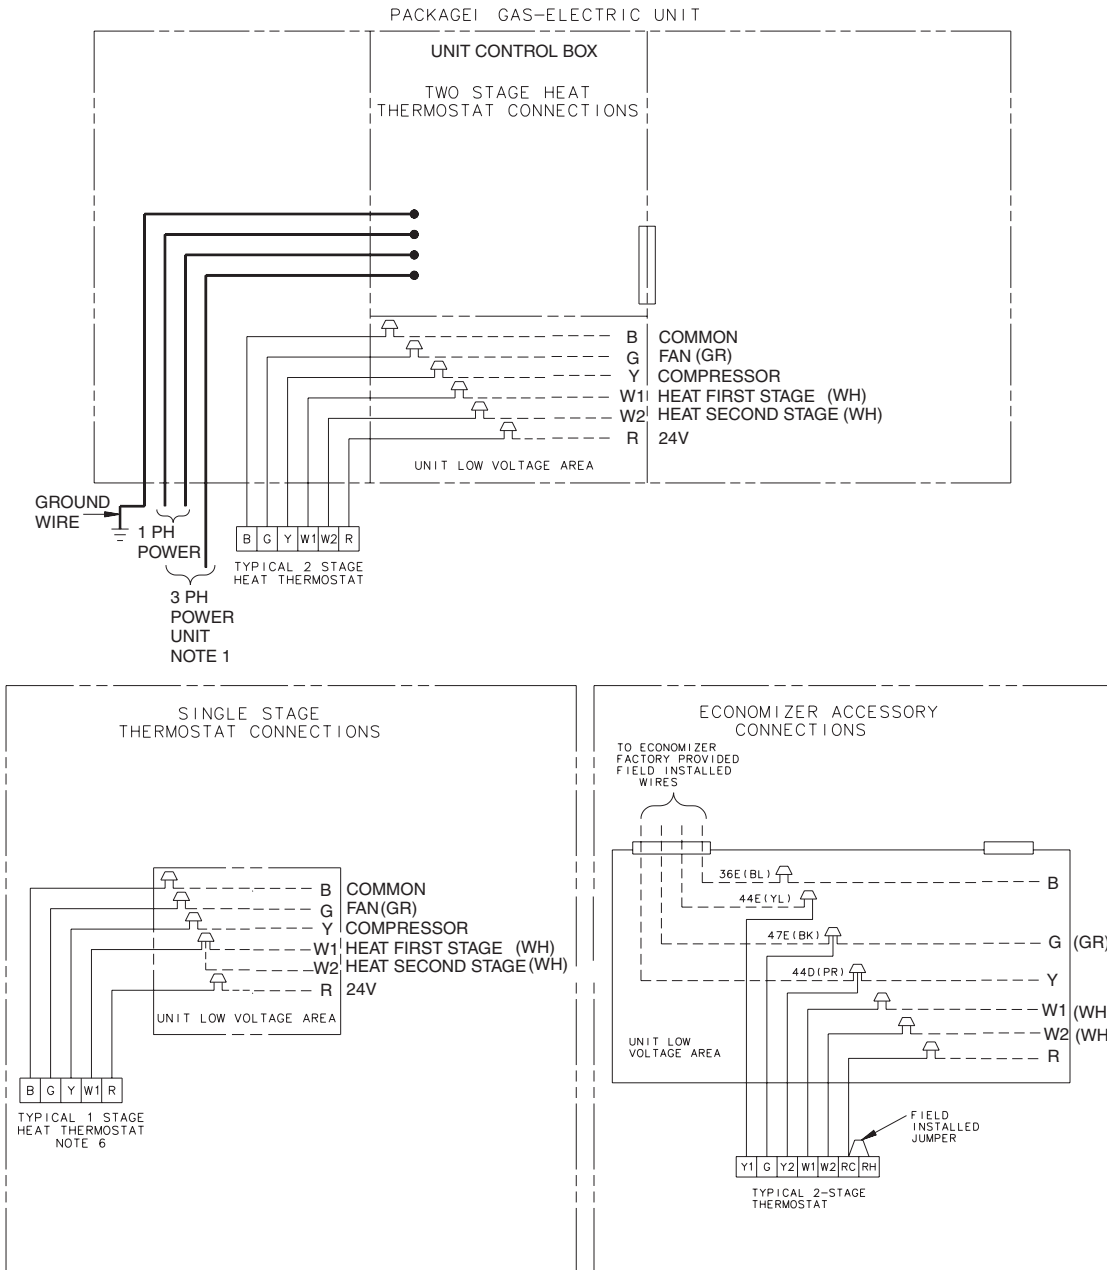 PACKAGEI GAS-ELECTRIC UNIT
UNIT CONTROL BOX
TWO STAGE HEAT
THERMOSTAT CONNECTIONS
B COMMON
G FAN (GR)
Y COMPRESSOR
W1 HEAT FIRST STAGE (WH)
W2 HEAT SECOND STAGE (WH)
R 24V
UNIT LOW VOLTAGE AREA
GROUND
WIRE
1 PH
POWER
3 PH
POWER
UNIT
NOTE 1
B G Y W1 W2 R
TYPICAL 2 STAGE
HEAT THERMOSTAT
SINGLE STAGE
THERMOSTAT CONNECTIONS
B COMMON
G FAN(GR)
Y COMPRESSOR
W1 HEAT FIRST STAGE (WH)
W2 HEAT SECOND STAGE (WH)
R 24V
UNIT LOW VOLTAGE AREA
B G Y W1 R
TYPICAL 1 STAGE
HEAT THERMOSTAT
NOTE 6
ECONOMIZER ACCESSORY
CONNECTIONS
TO ECONOMIZER
FACTORY PROVIDED
FIELD INSTALLED
WIRES
36E(BL)
B
44E(YL)
47E(BK)
G (GR)
44D(PR)
Y
W1 (WH
W2 (WH
R
UNIT LOW
VOLTAGE AREA
FIELD
INSTALLED
JUMPER
Y1 G Y2 W1 W2 RC RH
TYPICAL 2-STAGE
THERMOSTAT